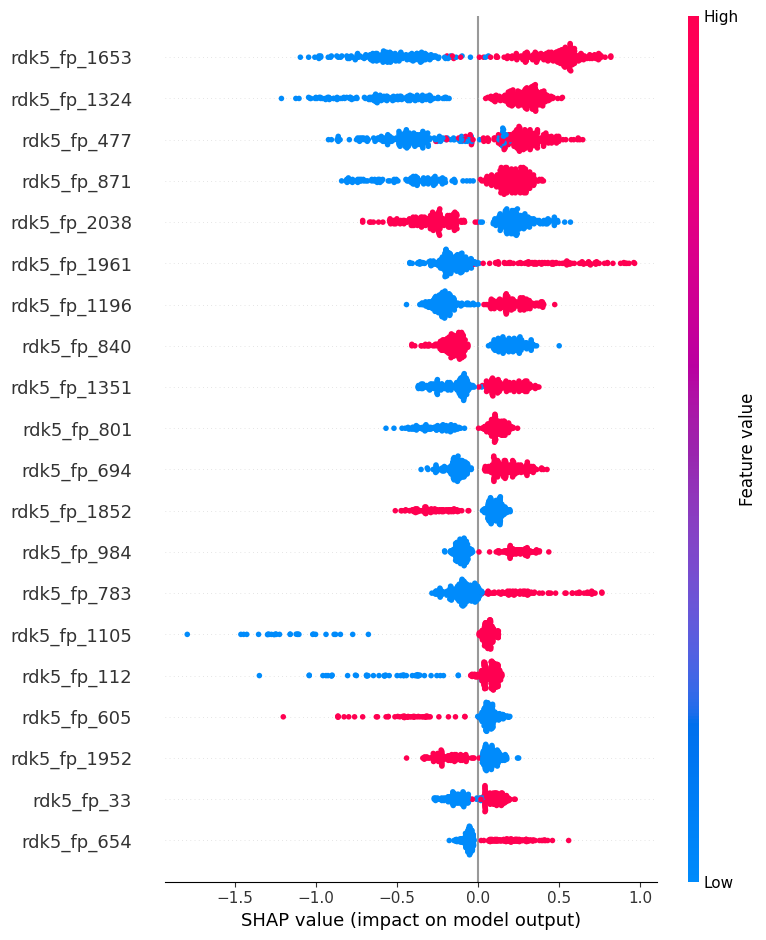 High
rdk5_fp_1653
rdk5_fp_1324
rdk5_fp_477
rdk5_fp_871
rdk5_fp_2038
rdk5_fp_1961
rdk5_fp_1196
rdk5_fp_840
rdk5_fp_1351
rdk5_fp_801
rdk5_fp_694
rdk5_fp_1852
rdk5_fp_984
rdk5_fp_783
rdk5_fp_1105
rdk5_fp_112
rdk5_fp_605
rdk5_fp_1952
rdk5_fp_33
rdk5_fp_654
Feature value
Low
−1.5 −1.0 −0.5 0.0 0.5 1.0
SHAP value (impact on model output)